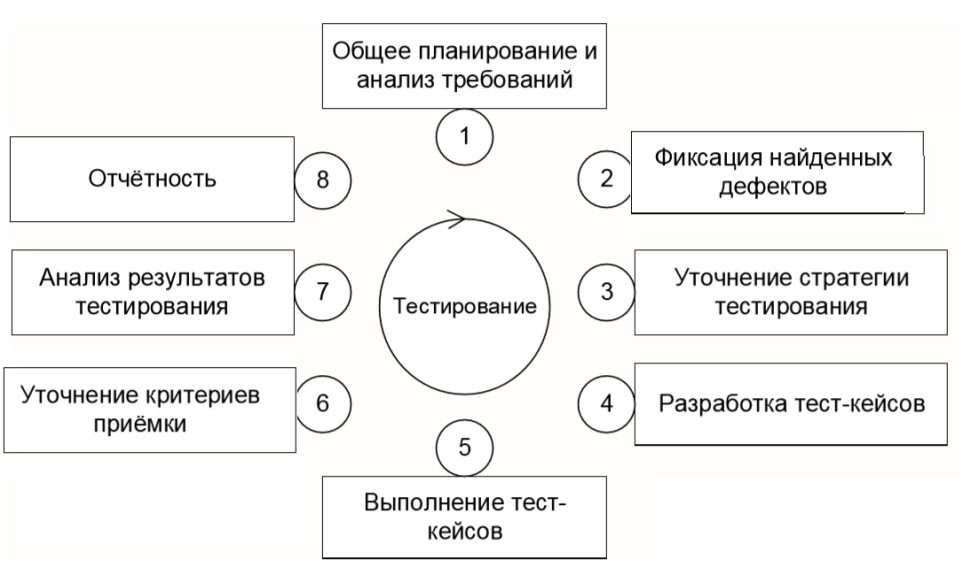 Общее планирование и
анализ требований
1
2
Фиксация найденных
дефектов
3
Уточнение стратегии
тестирования
4
Разработка тест-кейсов
5
Выполнение тест-
кейсов
6
Уточнение критериев
приёмки
7
Анализ результатов
тестирования
8
Отчётность
Тестирование